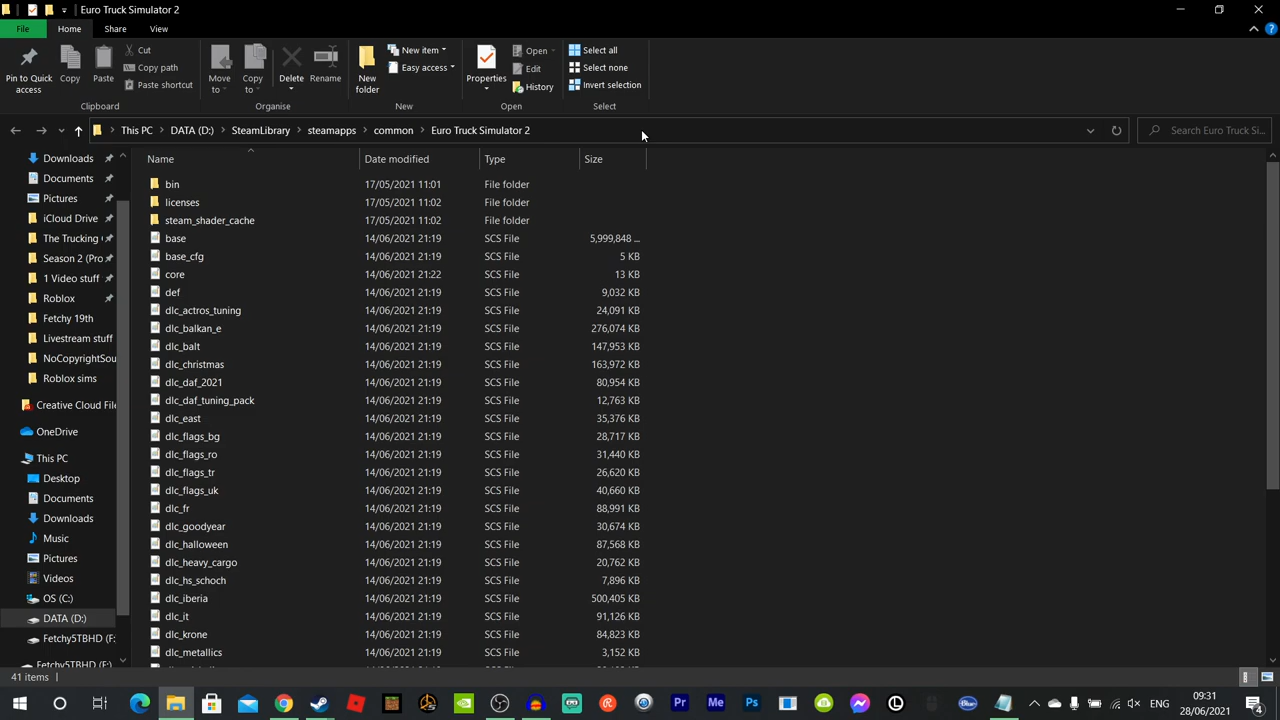 Euro Truck Simulator 2
File Home Share View
Pin to Quick access
Copy
Paste
Cut
Copy path
Paste shortcut
Clipboard
Move to
Copy to
Delete
Rename
Organise
New folder
New item
Easy access
New
Properties
Open
Edit
History
Open
Select all
Select none
Invert selection
Select
This PC > DATA (D:) > SteamLibrary > steamapps > common > Euro Truck Simulator 2
Search Euro Truck Si...
Downloads
Documents
Pictures
iCloud Drive
The Trucking
Season 2 (Pro
1 Video stuff
Roblox
Fetchy 19th
Livestream stuff
NoCopyrightSou
Roblox sims
Creative Cloud File
OneDrive
This PC
Desktop
Documents
Downloads
Music
Pictures
Videos
OS (C:)
DATA (D:)
Fetchy5TBHD (F:
Fetchy5TBHD (F:)
Name Date modified Type Size
bin 17/05/2021 11:01 File folder
licenses 17/05/2021 11:02 File folder
steam_shader_cache 17/05/2021 11:02 File folder
base 14/06/2021 21:19 SCS File 5,999,848 ...
base_cfg 14/06/2021 21:19 SCS File 5 KB
core 14/06/2021 21:22 SCS File 13 KB
def 14/06/2021 21:19 SCS File 9,032 KB
dlc_actros_tuning 14/06/2021 21:19 SCS File 24,091 KB
dlc_balkan_e 14/06/2021 21:19 SCS File 276,074 KB
dlc_balt 14/06/2021 21:19 SCS File 147,953 KB
dlc_christmas 14/06/2021 21:19 SCS File 163,972 KB
dlc_daf_2021 14/06/2021 21:19 SCS File 80,954 KB
dlc_daf_tuning_pack 14/06/2021 21:19 SCS File 12,763 KB
dlc_east 14/06/2021 21:19 SCS File 35,376 KB
dlc_flags_bg 14/06/2021 21:19 SCS File 28,717 KB
dlc_flags_ro 14/06/2021 21:19 SCS File 31,440 KB
dlc_flags_tr 14/06/2021 21:19 SCS File 26,620 KB
dlc_flags_uk 14/06/2021 21:19 SCS File 40,660 KB
dlc_fr 14/06/2021 21:19 SCS File 88,991 KB
dlc_goodyear 14/06/2021 21:19 SCS File 30,674 KB
dlc_halloween 14/06/2021 21:19 SCS File 87,568 KB
dlc_heavy_cargo 14/06/2021 21:19 SCS File 20,762 KB
dlc_hs_schoch 14/06/2021 21:19 SCS File 7,896 KB
dlc_iberia 14/06/2021 21:19 SCS File 500,405 KB
dlc_it 14/06/2021 21:19 SCS File 91,126 KB
dlc_krone 14/06/2021 21:19 SCS File 84,823 KB
dlc_metallics 14/06/2021 21:19 SCS File 3,152 KB
41 items
ENG
09:31
28/06/2021